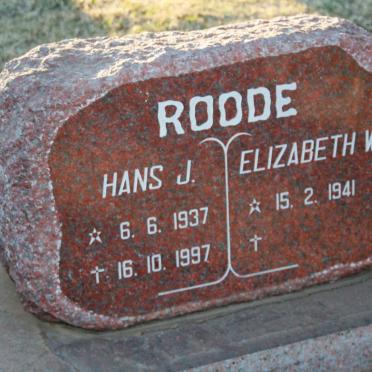 ROODE
HANS J.
☆ 6. 6. 1937
† 16. 10. 1997
ELIZABETH W
☆ 15. 2. 1941
†